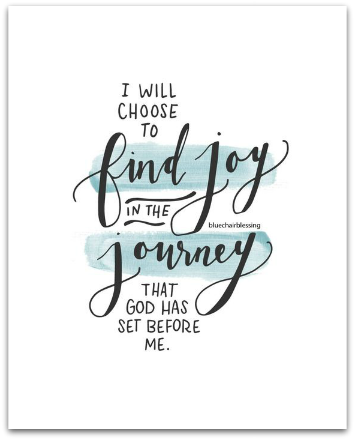 I WILL
CHOOSE
TO
find joy
IN THE
bluechairblessing
journey
THAT
GOD HAS
SET BEFORE
ME.